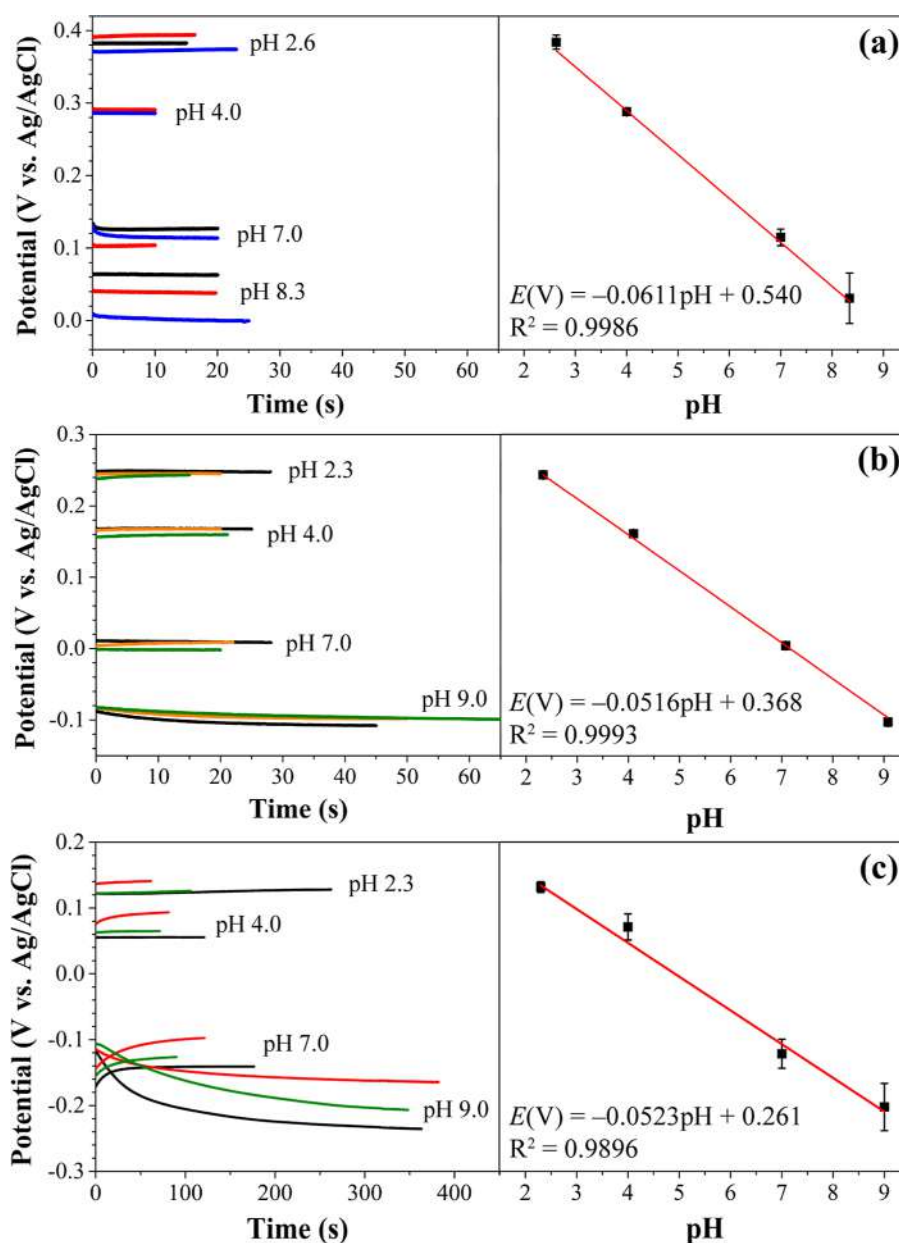 (a)
Potential (V vs. Ag/AgCl)
0.4
0.3
0.2
0.1
0.0
pH 2.6
pH 4.0
pH 7.0
pH 8.3
E(V) = –0.0611pH + 0.540
R² = 0.9986
0 10 20 30 40 50 60
2 3 4 5 6 7 8 9
Time (s)
pH
(b)
Potential (V vs. Ag/AgCl)
0.3
0.2
0.1
0.0
-0.1
pH 2.3
pH 4.0
pH 7.0
pH 9.0
E(V) = –0.0516pH + 0.368
R² = 0.9993
0 10 20 30 40 50 60
2 3 4 5 6 7 8 9
Time (s)
pH
(c)
Potential (V vs. Ag/AgCl)
0.2
0.1
0.0
-0.1
-0.2
-0.3
pH 2.3
pH 4.0
pH 7.0
pH 9.0
E(V) = –0.0523pH + 0.261
R² = 0.9896
0 100 200 300 400
2 3 4 5 6 7 8 9
Time (s)
pH